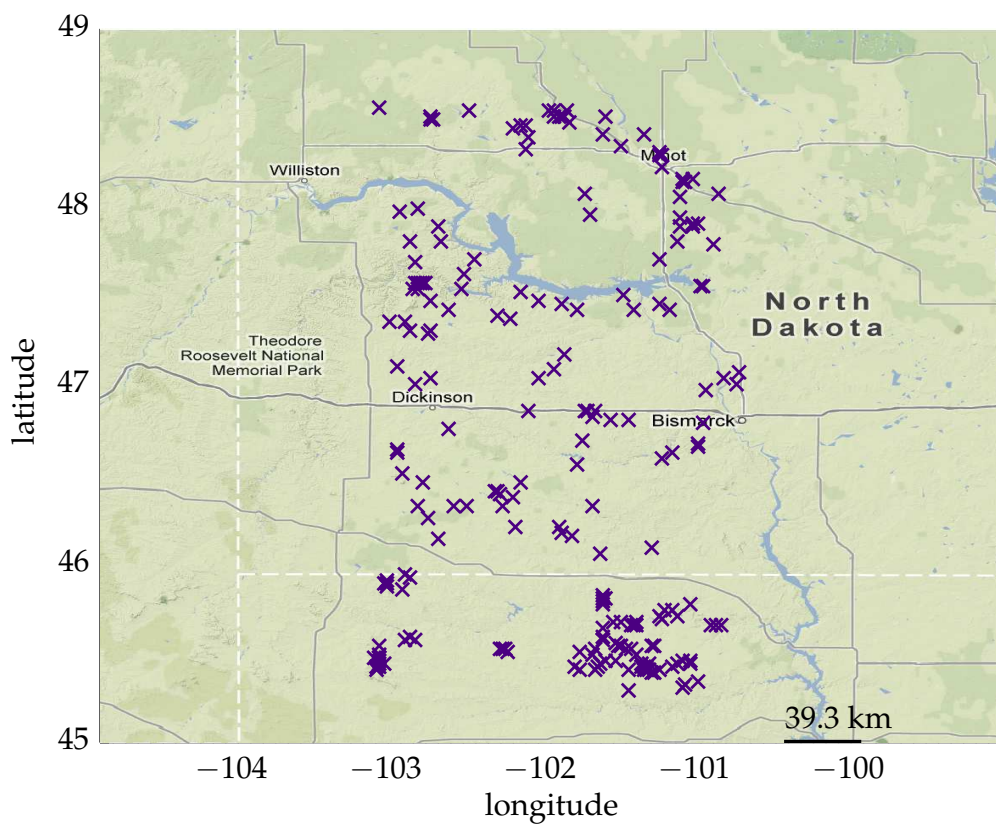 49
Minot
Williston
48
North
Dakota
Theodore
Roosevelt National
Memorial Park
47
Dickinson
Bismarck
latitude
46
39.3 km
45
−104
−103
−102
−101
−100
longitude